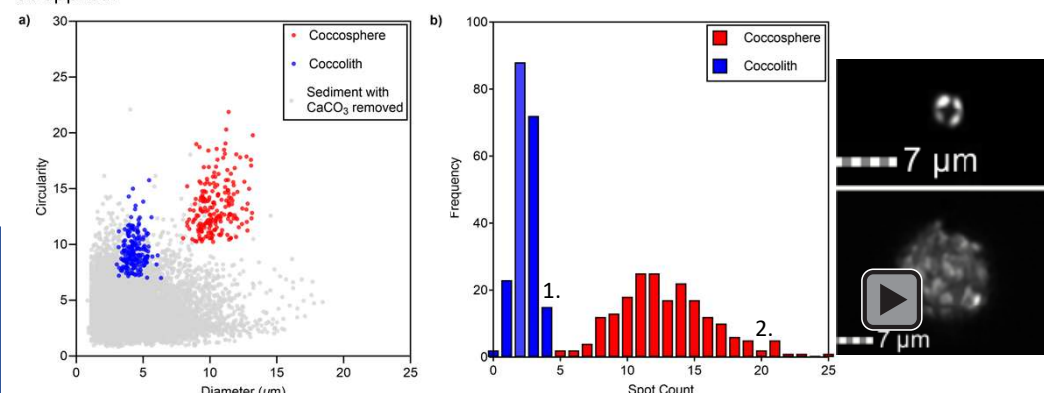 a)
30
25
20
15
10
5
0
Circularity
0 5 10 15 20 25
Diameter (µm)
Coccosphere
Coccolith
Sediment with
CaCO3 removed
b)
100
80
60
40
20
0
Frequency
0 5 10 15 20 25
Spot Count
Coccosphere
Coccolith
1.
2.
7 µm
7 µm